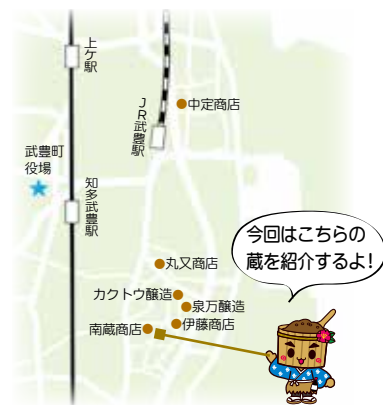 上ケ駅
JR武豊駅
中定商店
武豊町
役場
知多武豊駅
丸又商店
カクトウ醸造
泉万醸造
伊藤商店
南蔵商店
今回はこちらの
蔵を紹介するよ!